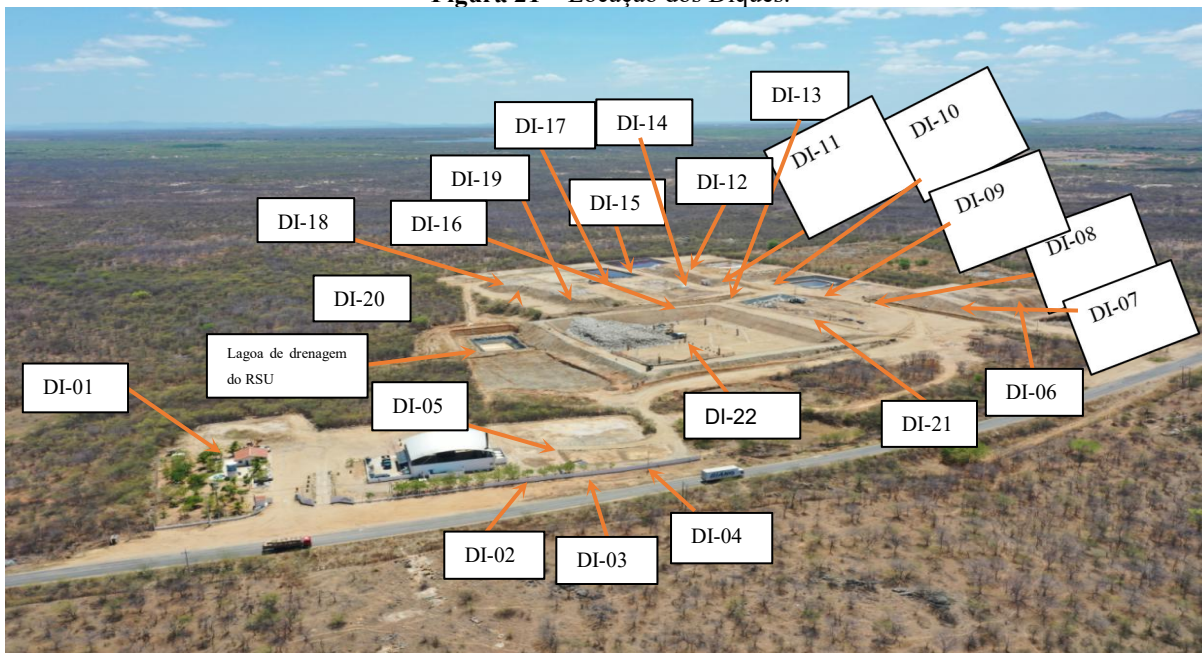 Figura 21 – Locação dos Diques.
DI-13
DI-10
DI-14
DI-17
DI-11
DI-12
DI-19
DI-15
DI-09
DI-16
DI-18
DI-08
DI-20
DI-07
Lagoa de drenagem
do RSU
DI-01
DI-05
DI-06
DI-22
DI-21
DI-04
DI-02
DI-03